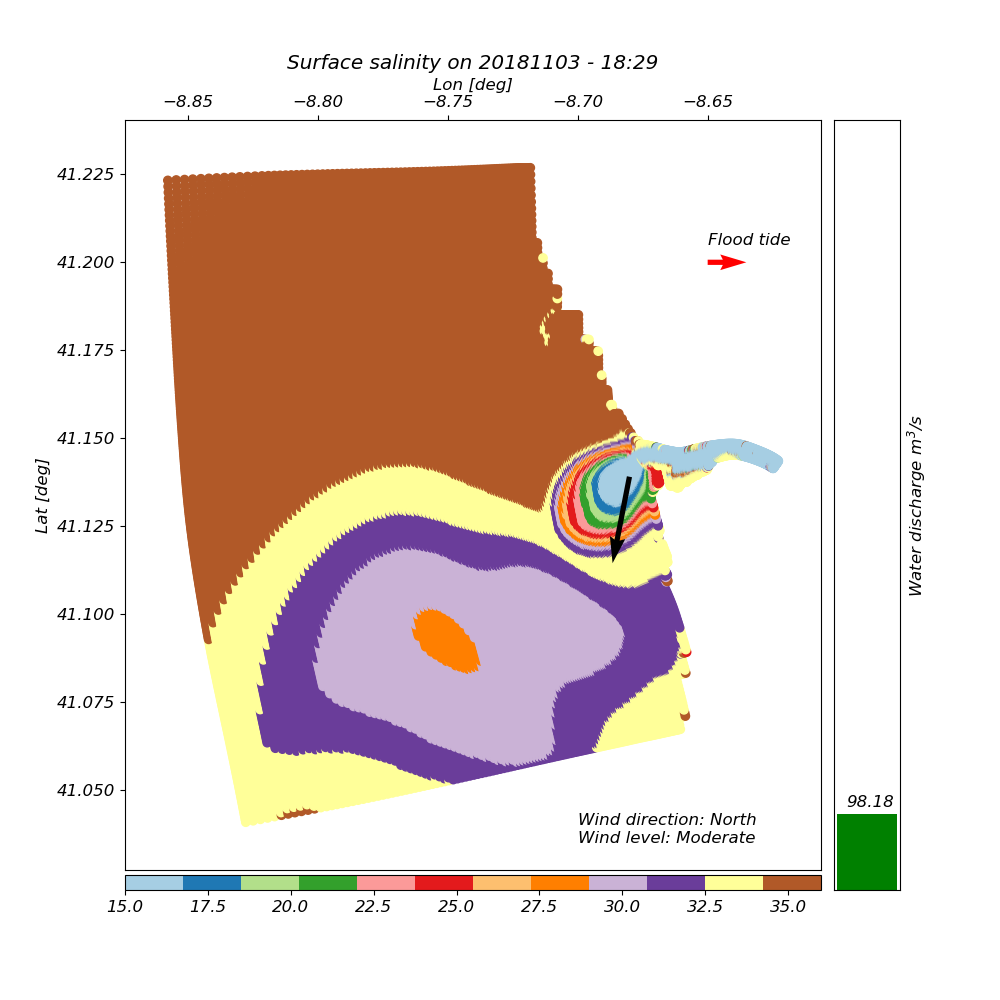 Surface salinity on 20181103 - 18:29
Lon [deg]
−8.85 −8.80 −8.75 −8.70 −8.65
41.225
41.200
41.175
41.150
41.125
41.100
41.075
41.050
Lat [deg]
Flood tide
Wind direction: North
Wind level: Moderate
98.18
Water discharge m³/s
15.0 17.5 20.0 22.5 25.0 27.5 30.0 32.5 35.0